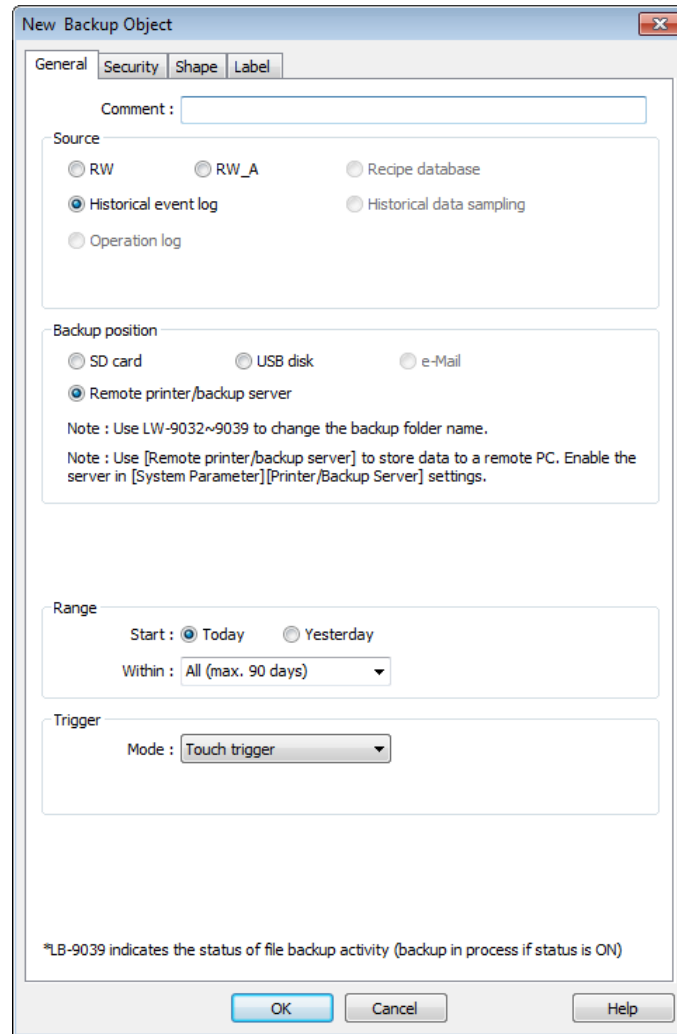 New Backup Object
General Security Shape Label
Comment :
Source
RW RW_A Recipe database
Historical event log Historical data sampling
Operation log
Backup position
SD card USB disk e-Mail
Remote printer/backup server
Note : Use LW-9032~9039 to change the backup folder name.
Note : Use [Remote printer/backup server] to store data to a remote PC. Enable the
server in [System Parameter][Printer/Backup Server] settings.
Range
Start : Today Yesterday
Within : All (max. 90 days)
Trigger
Mode : Touch trigger
*LB-9039 indicates the status of file backup activity (backup in process if status is ON)
OK Cancel Help